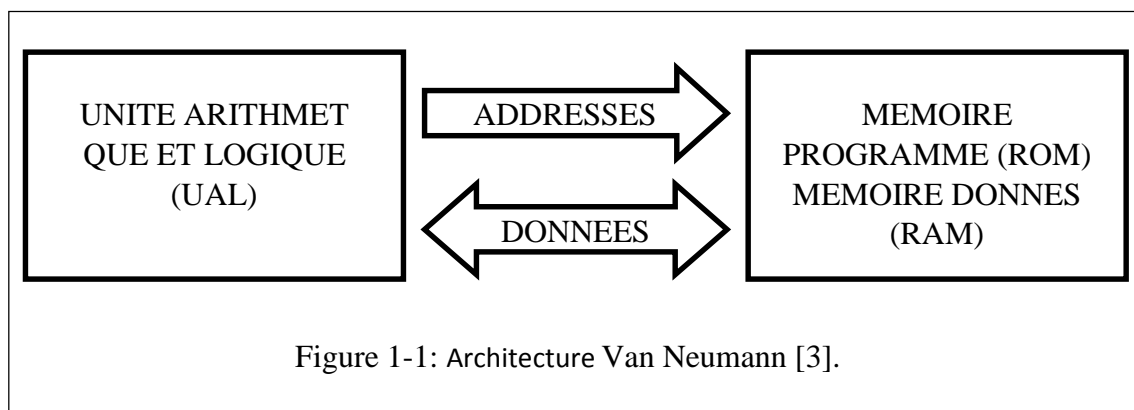 UNITE ARITHMET
QUE ET LOGIQUE
(UAL)
ADDRESSES
DONNEES
MEMOIRE
PROGRAMME (ROM)
MEMOIRE DONNES
(RAM)
Figure 1-1: Architecture Van Neumann [3].